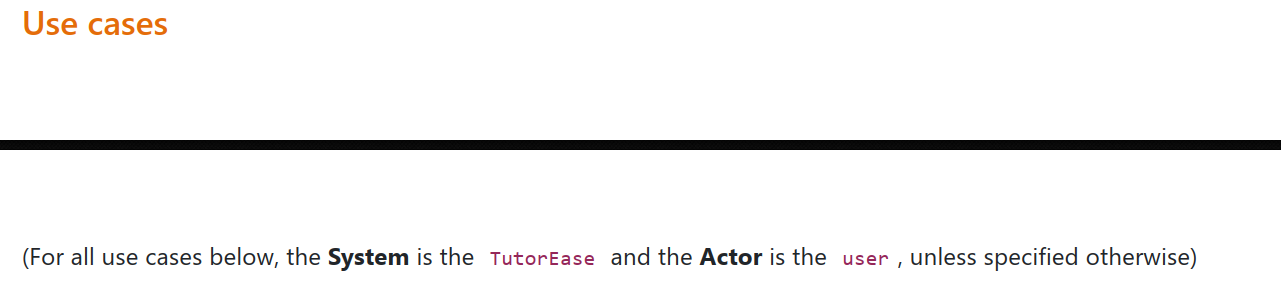 Use cases
(For all use cases below, the System is the TutorEase and the Actor is the user , unless specified otherwise)